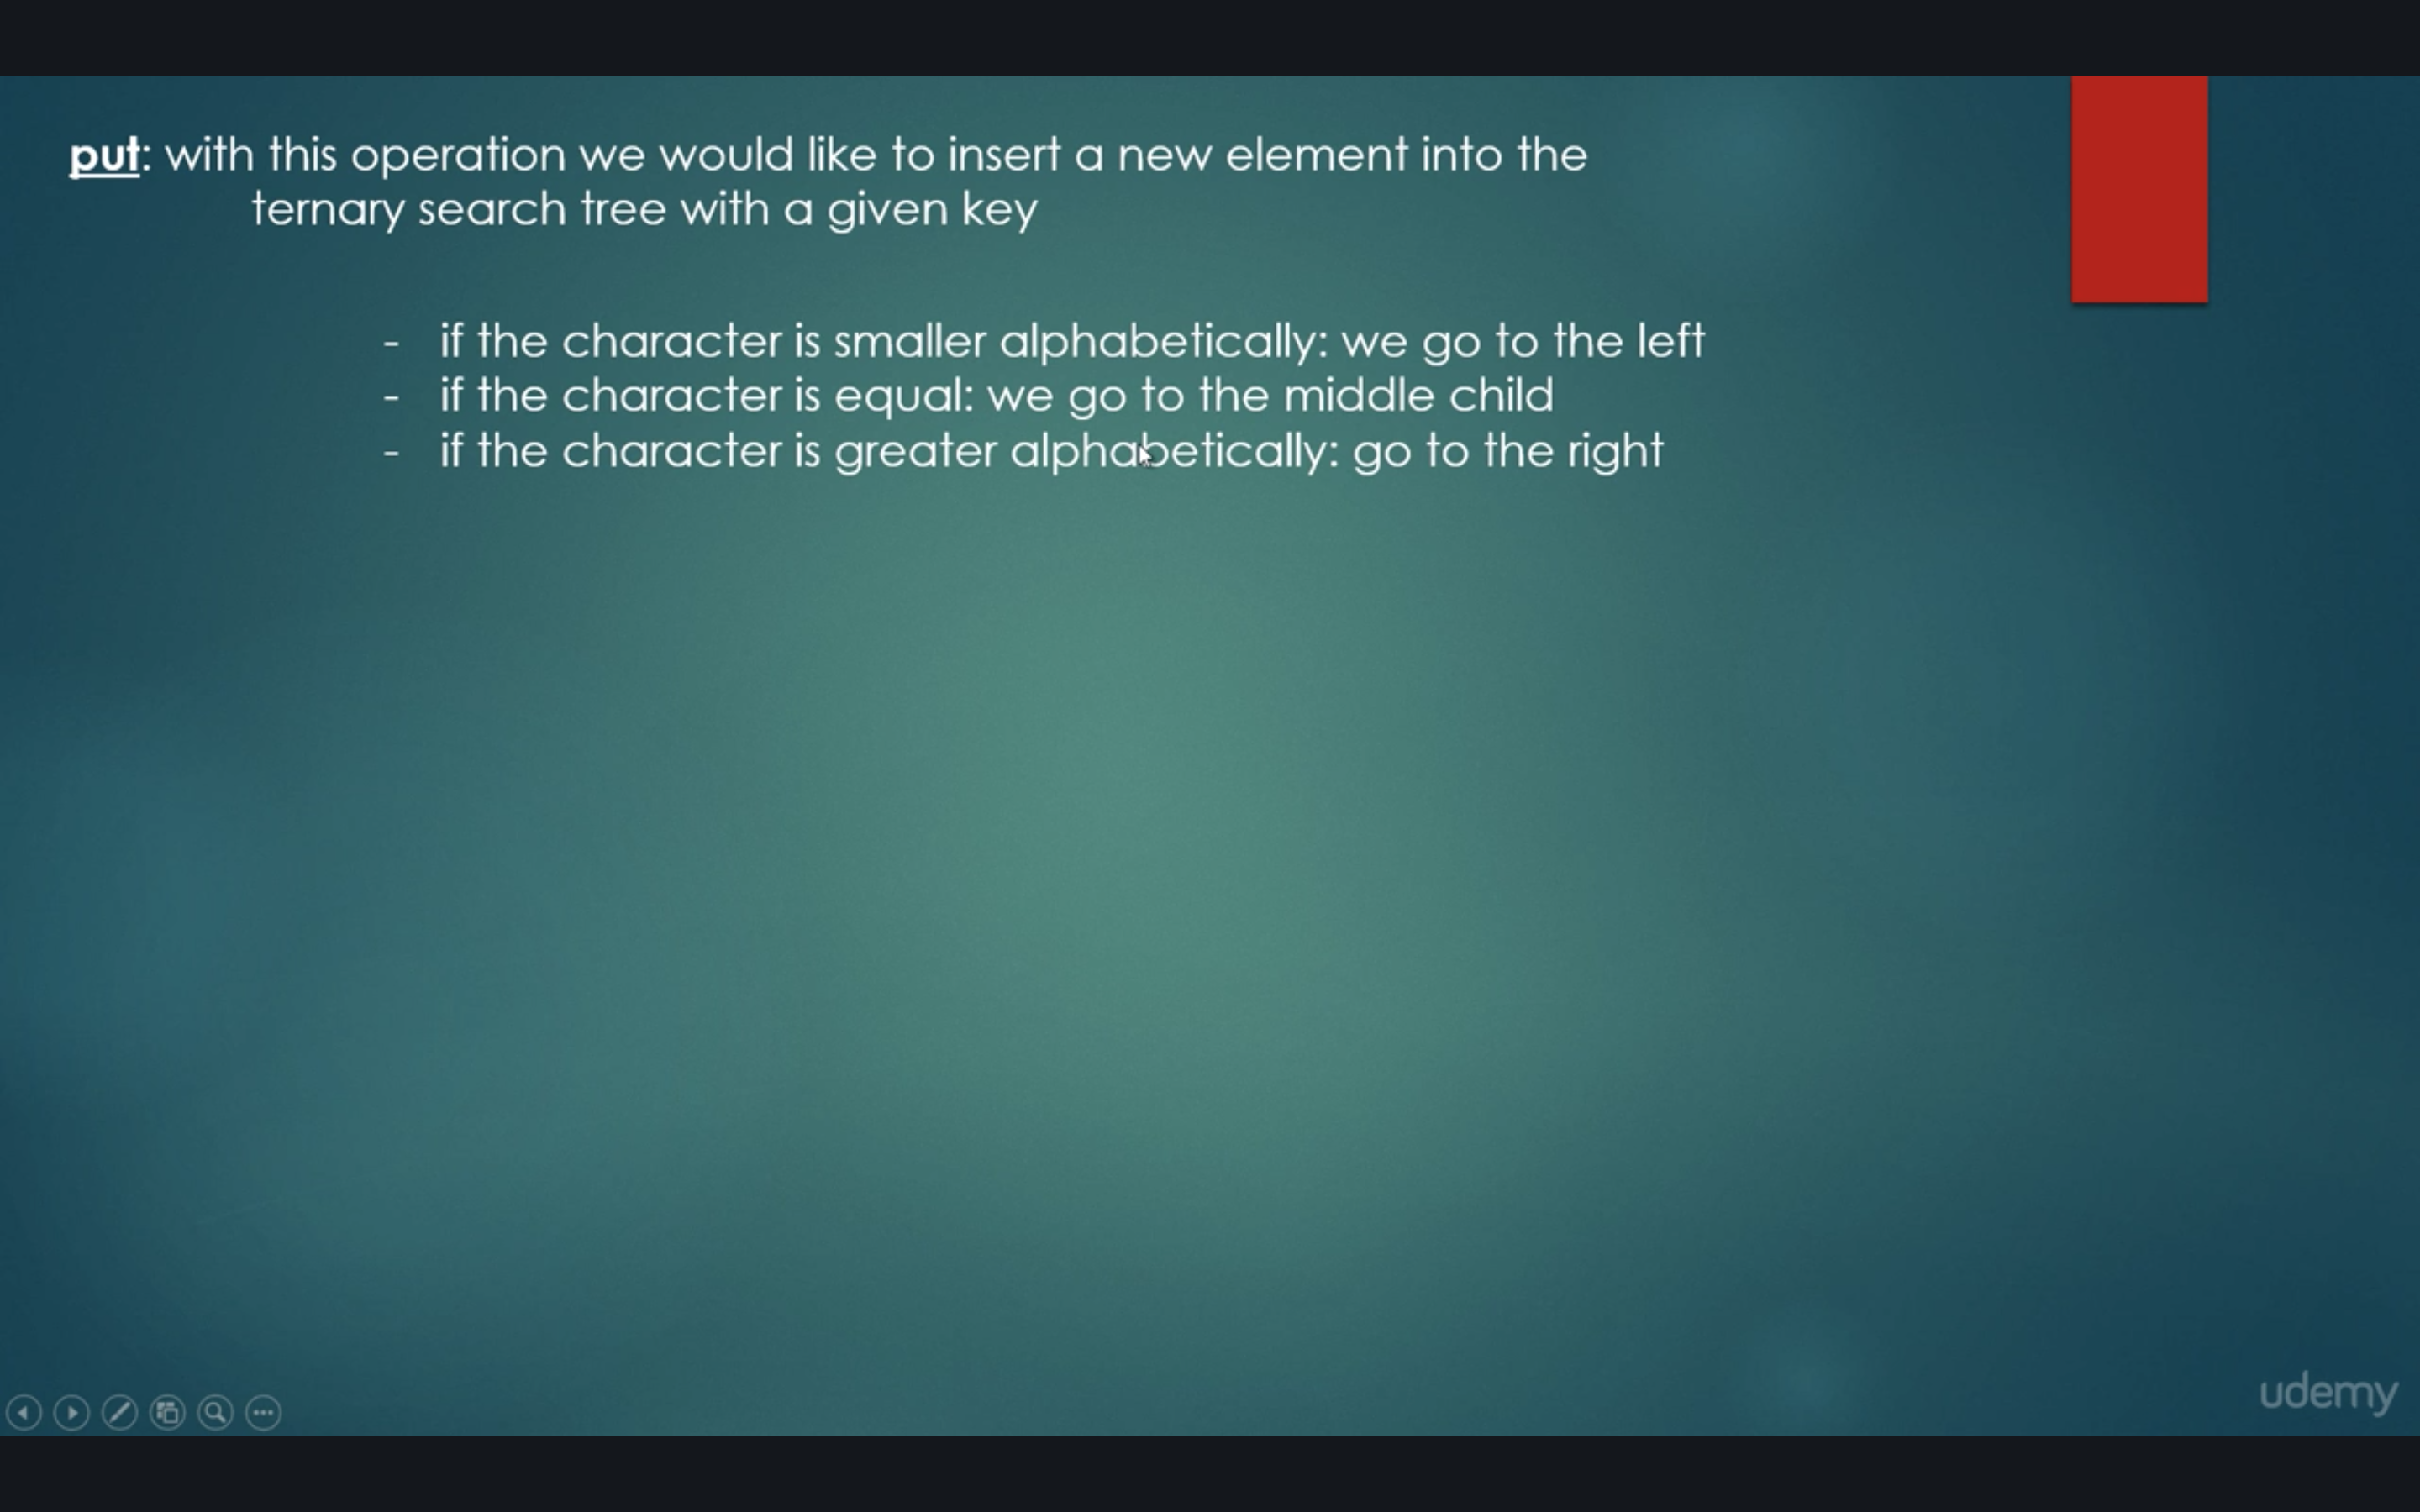 put: with this operation we would like to insert a new element into the
ternary search tree with a given key
- if the character is smaller alphabetically: we go to the left
- if the character is equal: we go to the middle child
- if the character is greater alphabetically: go to the right
udemy